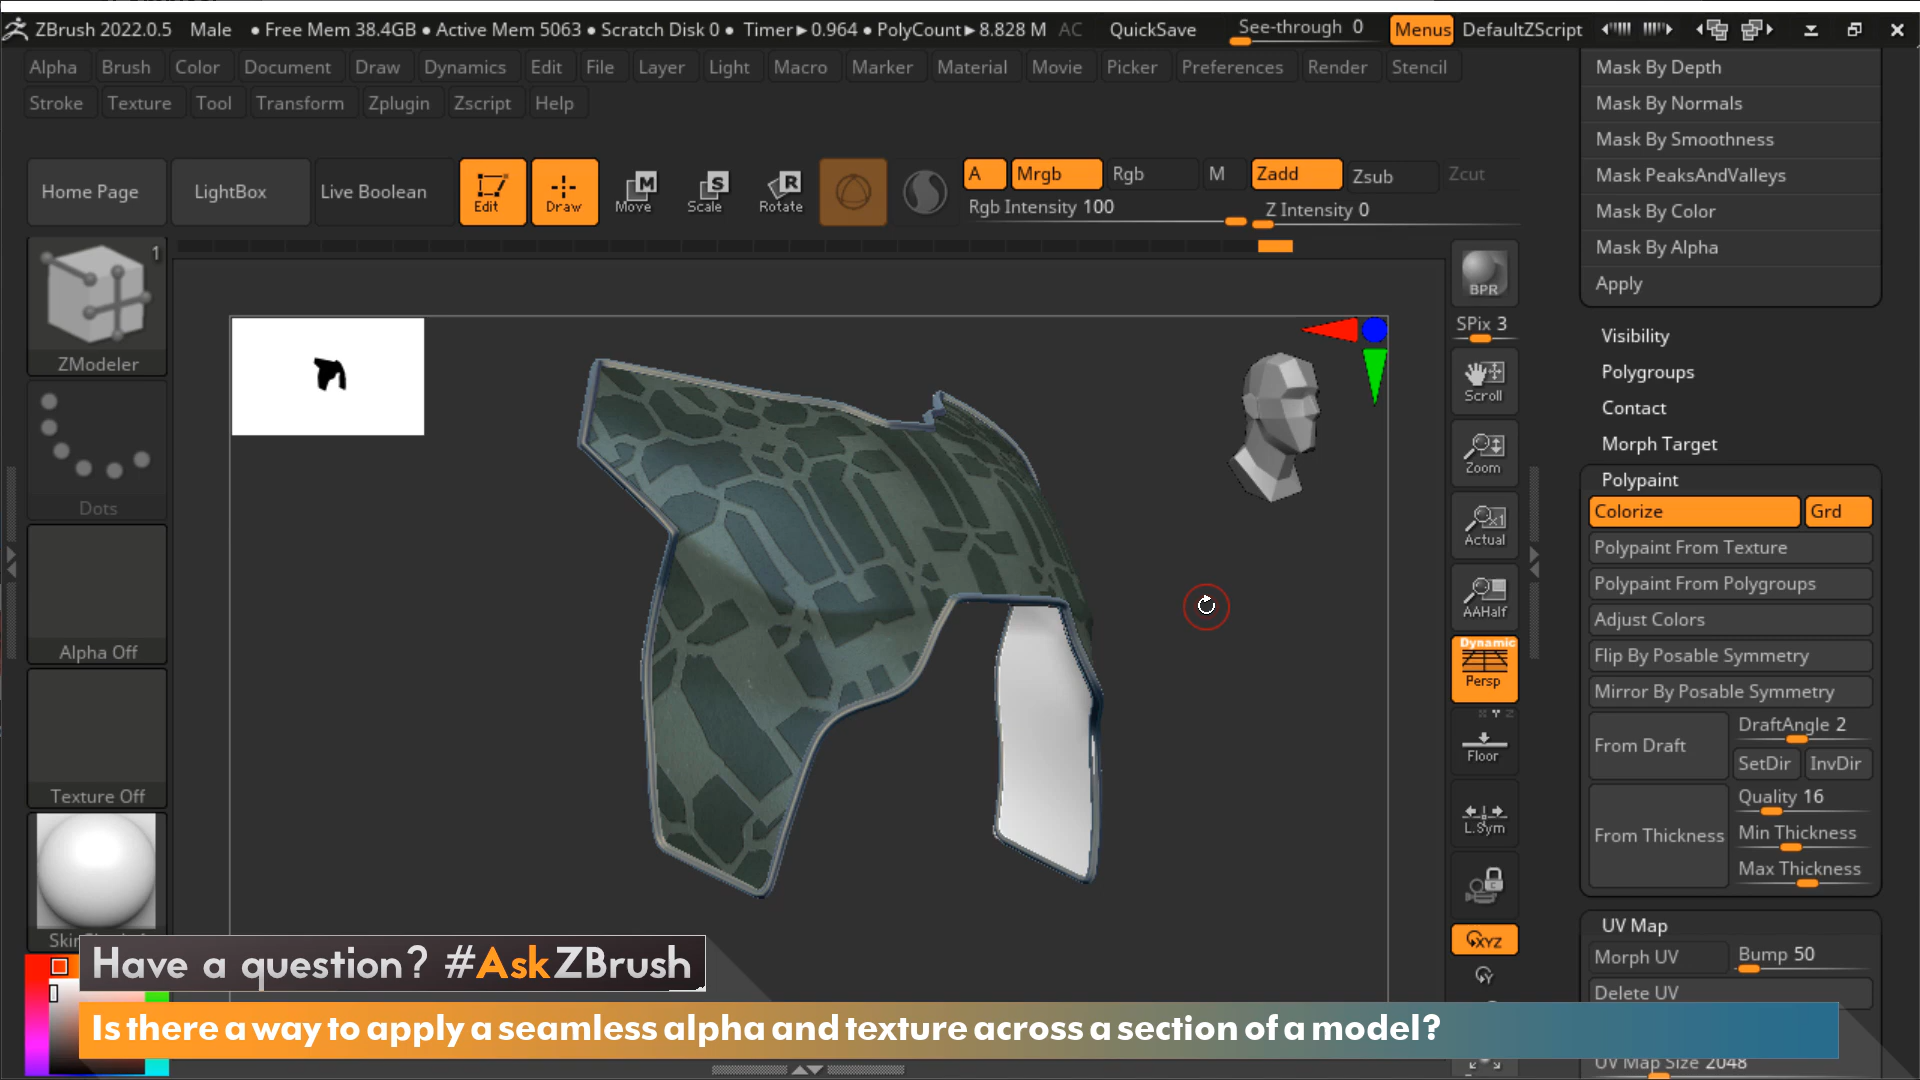 ZBrush 2022.0.5 Male • Free Mem 38.4GB • Active Mem 5063 • Scratch Disk 0 • Timer▶0.964 • PolyCount▶8.828 M AC QuickSave See-through 0 Menus DefaultZScript
Alpha Brush Color Document Draw Dynamics Edit File Layer Light Macro Marker Material Movie Picker Preferences Render Stencil
Stroke Texture Tool Transform Zplugin Zscript Help
Home Page LightBox Live Boolean Edit Draw Move Scale Rotate
M S R
A Mrgb Rgb M Zadd Zsub Zcut
Rgb Intensity 100 Z Intensity 0
1
ZModeler
Dots
Alpha Off
Texture Off
BPR
SPix 3
Scroll
Zoom
x1
Actual
AAHalf
Dynamic
Persp
Floor
L.Sym
XYZ
Y
Mask By Depth
Mask By Normals
Mask By Smoothness
Mask PeaksAndValleys
Mask By Color
Mask By Alpha
Apply
Visibility
Polygroups
Contact
Morph Target
Polypaint
Colorize Grd
Polypaint From Texture
Polypaint From Polygroups
Adjust Colors
Flip By Posable Symmetry
Mirror By Posable Symmetry
From Draft DraftAngle 2
SetDir InvDir
Quality 16
From Thickness Min Thickness
Max Thickness
UV Map
Morph UV Bump 50
Delete UV
UV Map Size 2048
Have a question? #AskZBrush
Is there a way to apply a seamless alpha and texture across a section of a model?